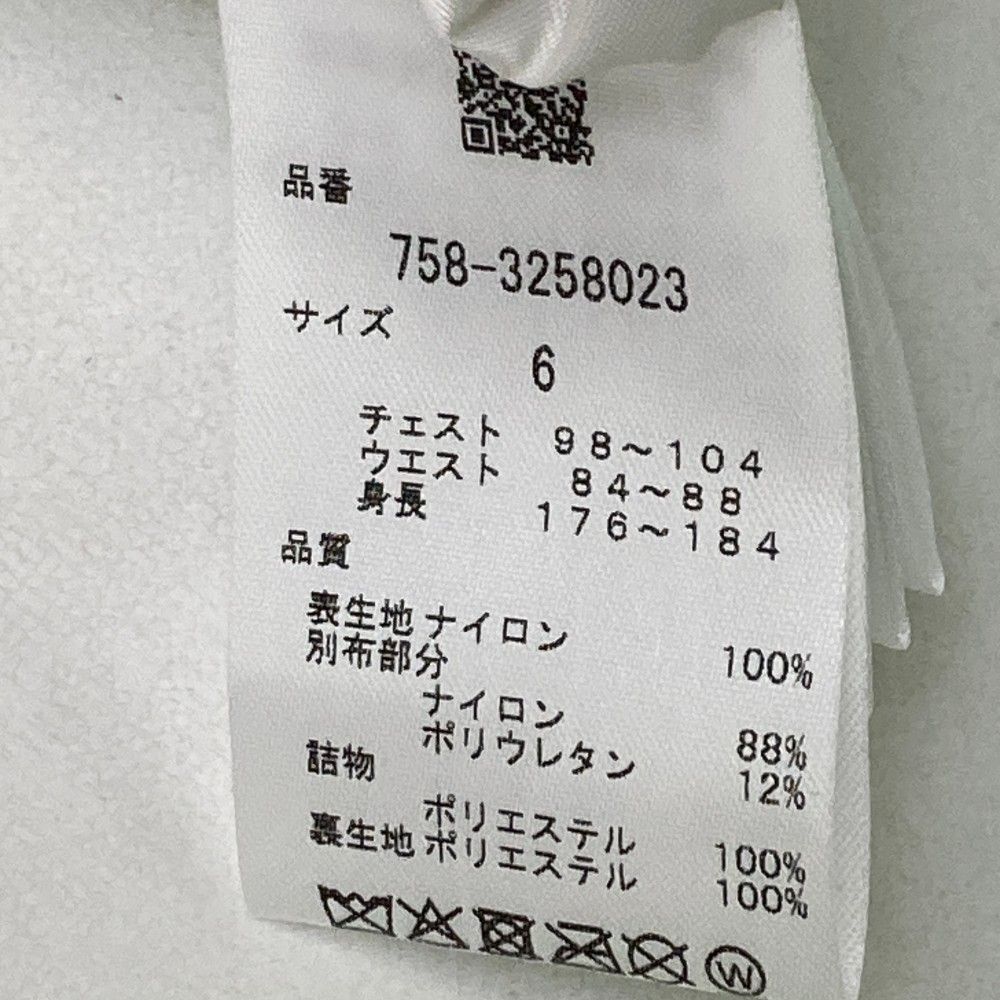 品番
758-3258023
サイズ
6
チェスト 98~104
ウエスト 84~88
身長 176~184
品質
表生地 ナイロン 100%
別布部分
ナイロン 88%
ポリウレタン 12%
詰物
ポリエステル 100%
裏生地 ポリエステル 100%
W